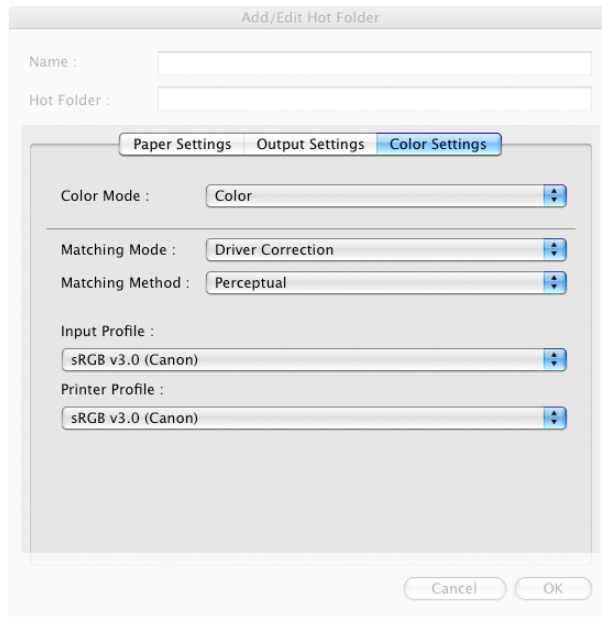 Add/Edit Hot Folder
Name :
Hot Folder :
Paper Settings Output Settings Color Settings
Color Mode : Color
Matching Mode : Driver Correction
Matching Method : Perceptual
Input Profile :
sRGB v3.0 (Canon)
Printer Profile :
sRGB v3.0 (Canon)
Cancel OK